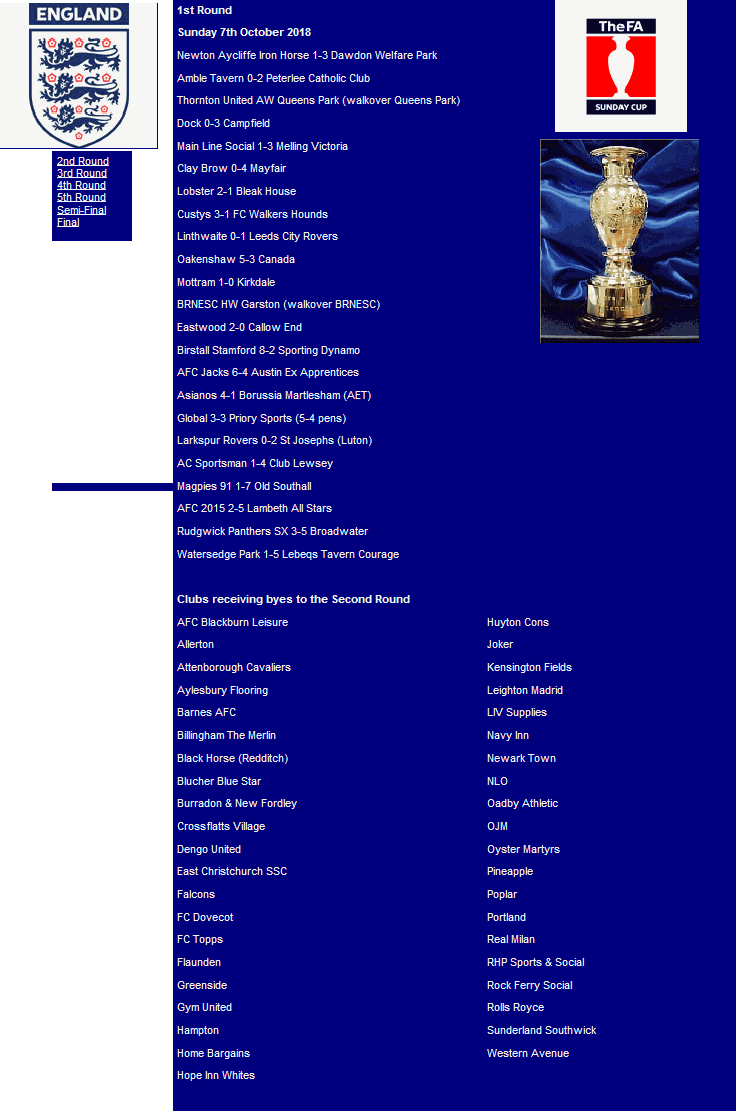 ENGLAND
1st Round
Sunday 7th October 2018
TheFA
SUNDAY CUP
Newton Aycliffe Iron Horse 1-3 Dawdon Welfare Park
Amble Tavern 0-2 Peterlee Catholic Club
Thornton United AW Queens Park (walkover Queens Park)
Dock 0-3 Campfield
Main Line Social 1-3 Melling Victoria
2nd Round
3rd Round
4th Round
5th Round
Semi-Final
Final
Clay Brow 0-4 Mayfair
Lobster 2-1 Bleak House
Custys 3-1 FC Walkers Hounds
Linthwaite 0-1 Leeds City Rovers
Oakenshaw 5-3 Canada
Mottram 1-0 Kirkdale
BRNESC HW Garston (walkover BRNESC)
Eastwood 2-0 Callow End
Birstall Stamford 8-2 Sporting Dynamo
AFC Jacks 6-4 Austin Ex Apprentices
Asianos 4-1 Borussia Martlesham (AET)
Global 3-3 Priory Sports (5-4 pens)
Larkspur Rovers 0-2 St Josephs (Luton)
AC Sportsman 1-4 Club Lewsey
Magpies 91 1-7 Old Southall
AFC 2015 2-5 Lambeth All Stars
Rudgwick Panthers SX 3-5 Broadwater
Watersedge Park 1-5 Lebeqs Tavern Courage
Clubs receiving byes to the Second Round
AFC Blackburn Leisure
Allerton
Attenborough Cavaliers
Aylesbury Flooring
Barnes AFC
Billingham The Merlin
Black Horse (Redditch)
Blucher Blue Star
Burradon & New Fordley
Crossflatts Village
Dengo United
East Christchurch SSC
Falcons
FC Dovecot
FC Topps
Flaunden
Greenside
Gym United
Hampton
Home Bargains
Hope Inn Whites
Huyton Cons
Joker
Kensington Fields
Leighton Madrid
LIV Supplies
Navy Inn
Newark Town
NLO
Oadby Athletic
OJM
Oyster Martyrs
Pineapple
Poplar
Portland
Real Milan
RHP Sports & Social
Rock Ferry Social
Rolls Royce
Sunderland Southwick
Western Avenue